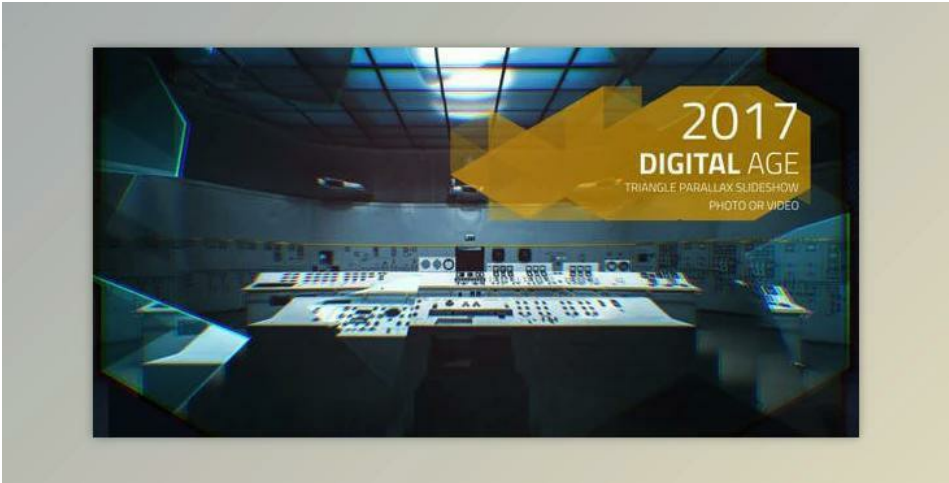 2017
DIGITAL AGE
TRIANGLE PARALLAX SLIDESHOW
PHOTO OR VIDEO